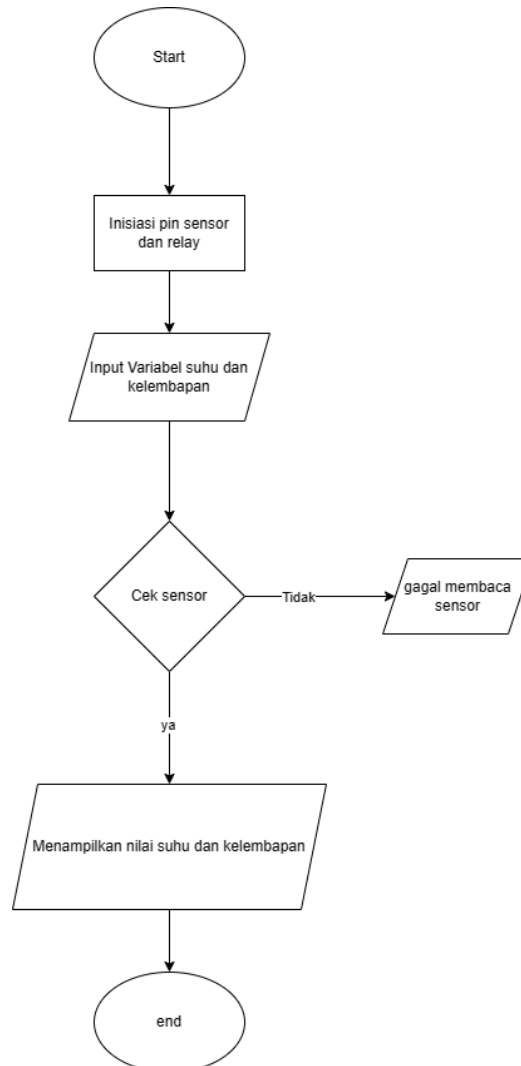 Start
Inisiasi pin sensor
dan relay
Input Variabel suhu dan
kelembapan
Cek sensor
Tidak
gagal membaca
sensor
ya
Menampilkan nilai suhu dan kelembapan
end